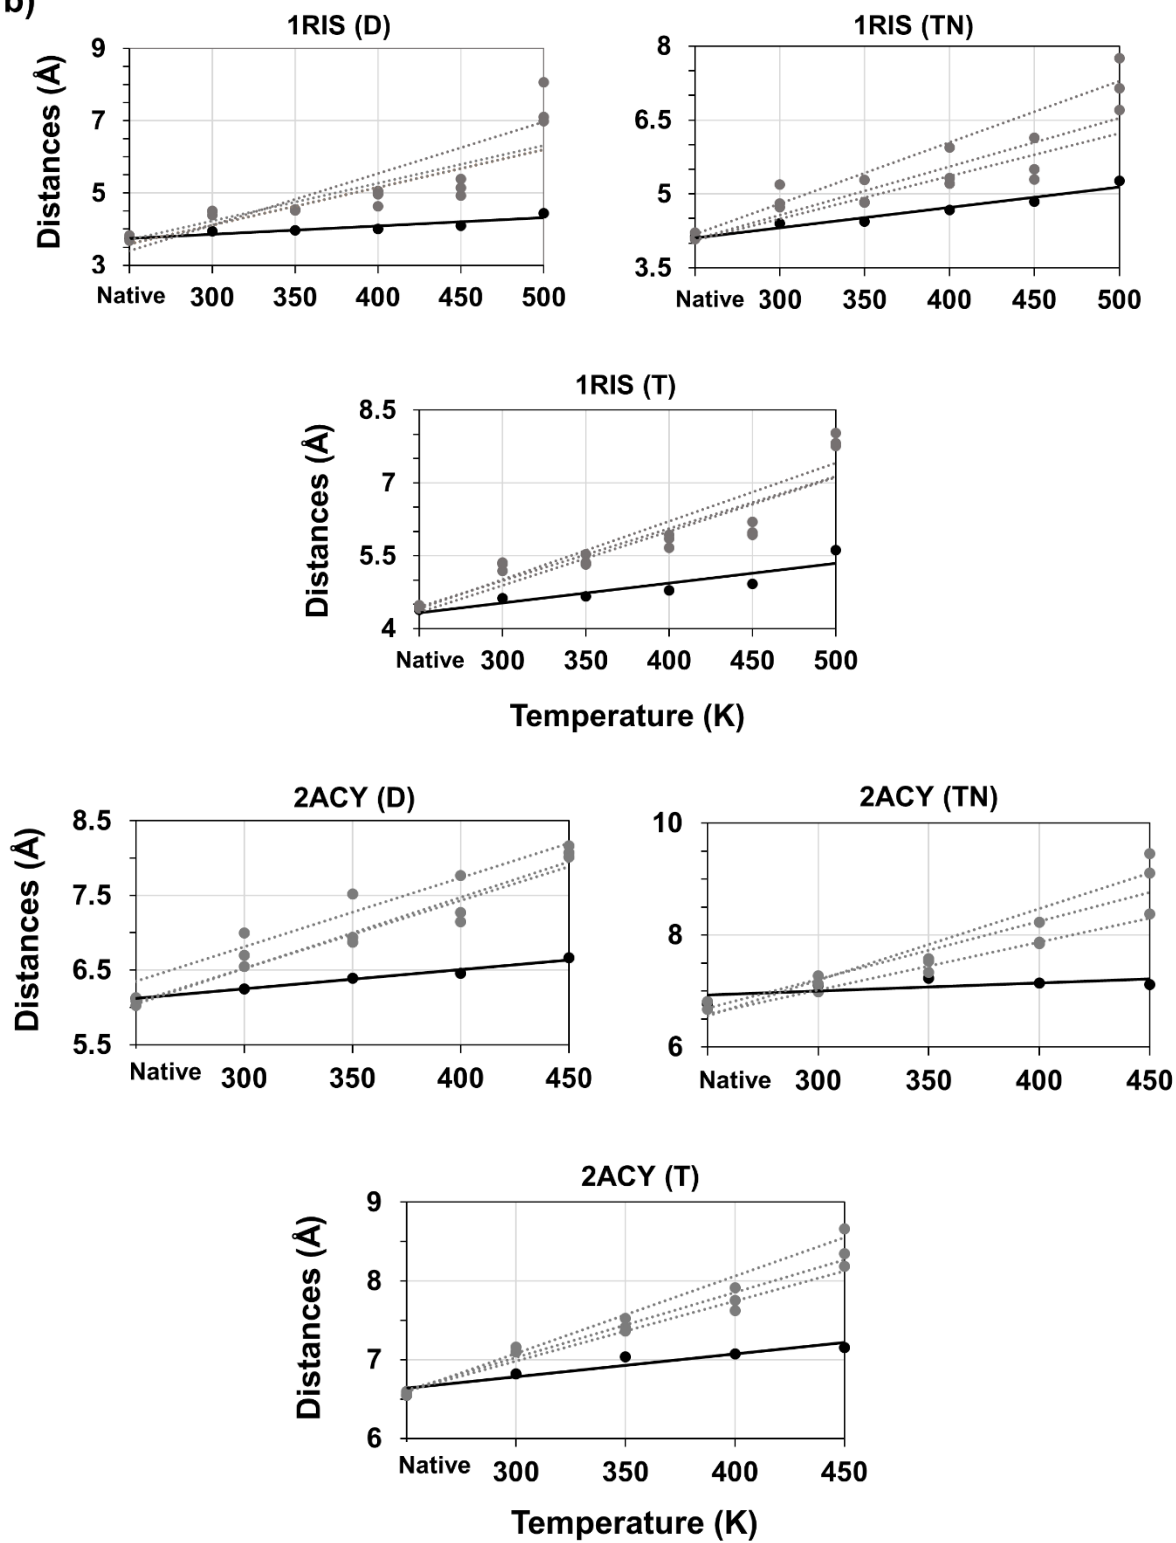 b)
1RIS (D)
Distances (Å)
9
7
5
3
Native 300 350 400 450 500
1RIS (TN)
8
6.5
5
3.5
Native 300 350 400 450 500
1RIS (T)
Distances (Å)
8.5
7
5.5
4
Native 300 350 400 450 500
Temperature (K)
2ACY (D)
Distances (Å)
8.5
7.5
6.5
5.5
Native 300 350 400 450
2ACY (TN)
10
8
6
Native 300 350 400 450
2ACY (T)
Distances (Å)
9
8
7
6
Native 300 350 400 450
Temperature (K)